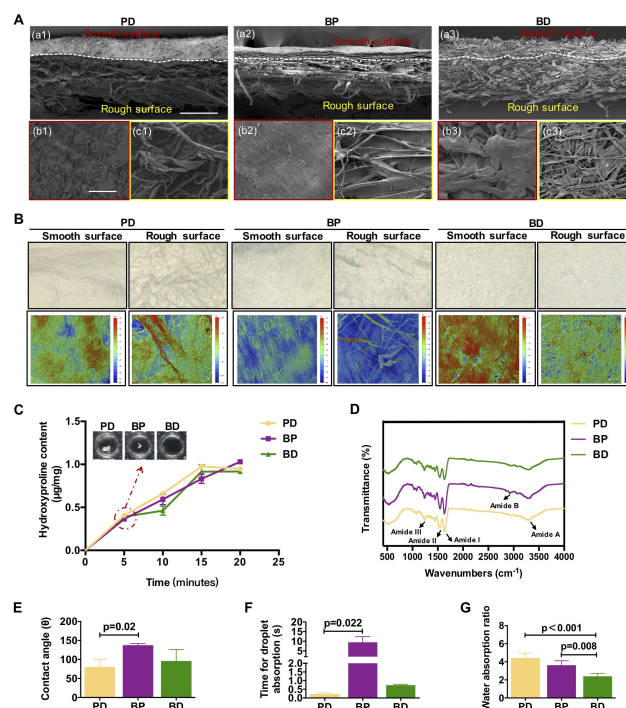 A
PD
BP
BD
(a1)
Smooth surface
Rough surface
(a2)
Smooth surface
Rough surface
(a3)
Smooth surface
Rough surface
(b1)
(c1)
(b2)
(c2)
(b3)
(c3)
B
PD
BP
BD
Smooth surface
Rough surface
Smooth surface
Rough surface
Smooth surface
Rough surface
C
PD
BP
BD
PD
BP
BD
Hydroxyproline content
(μg/mg)
1.5
1.0
0.5
0.0
0
5
10
15
20
25
Time (minutes)
D
PD
BP
BD
Transmittance (%)
Amide III
Amide II
Amide I
Amide B
Amide A
500
1000
1500
2000
2500
3000
3500
4000
Wavenumbers (cm⁻¹)
E
Contact angle (θ)
200
150
100
50
0
p=0.02
PD
BP
BD
F
Time for droplet
absorption (s)
20
15
10
5
2.0
1.5
1.0
0.5
0.0
p=0.022
PD
BP
BD
G
Water absorption ratio
8
6
4
2
0
p<0.001
p=0.008
PD
BP
BD